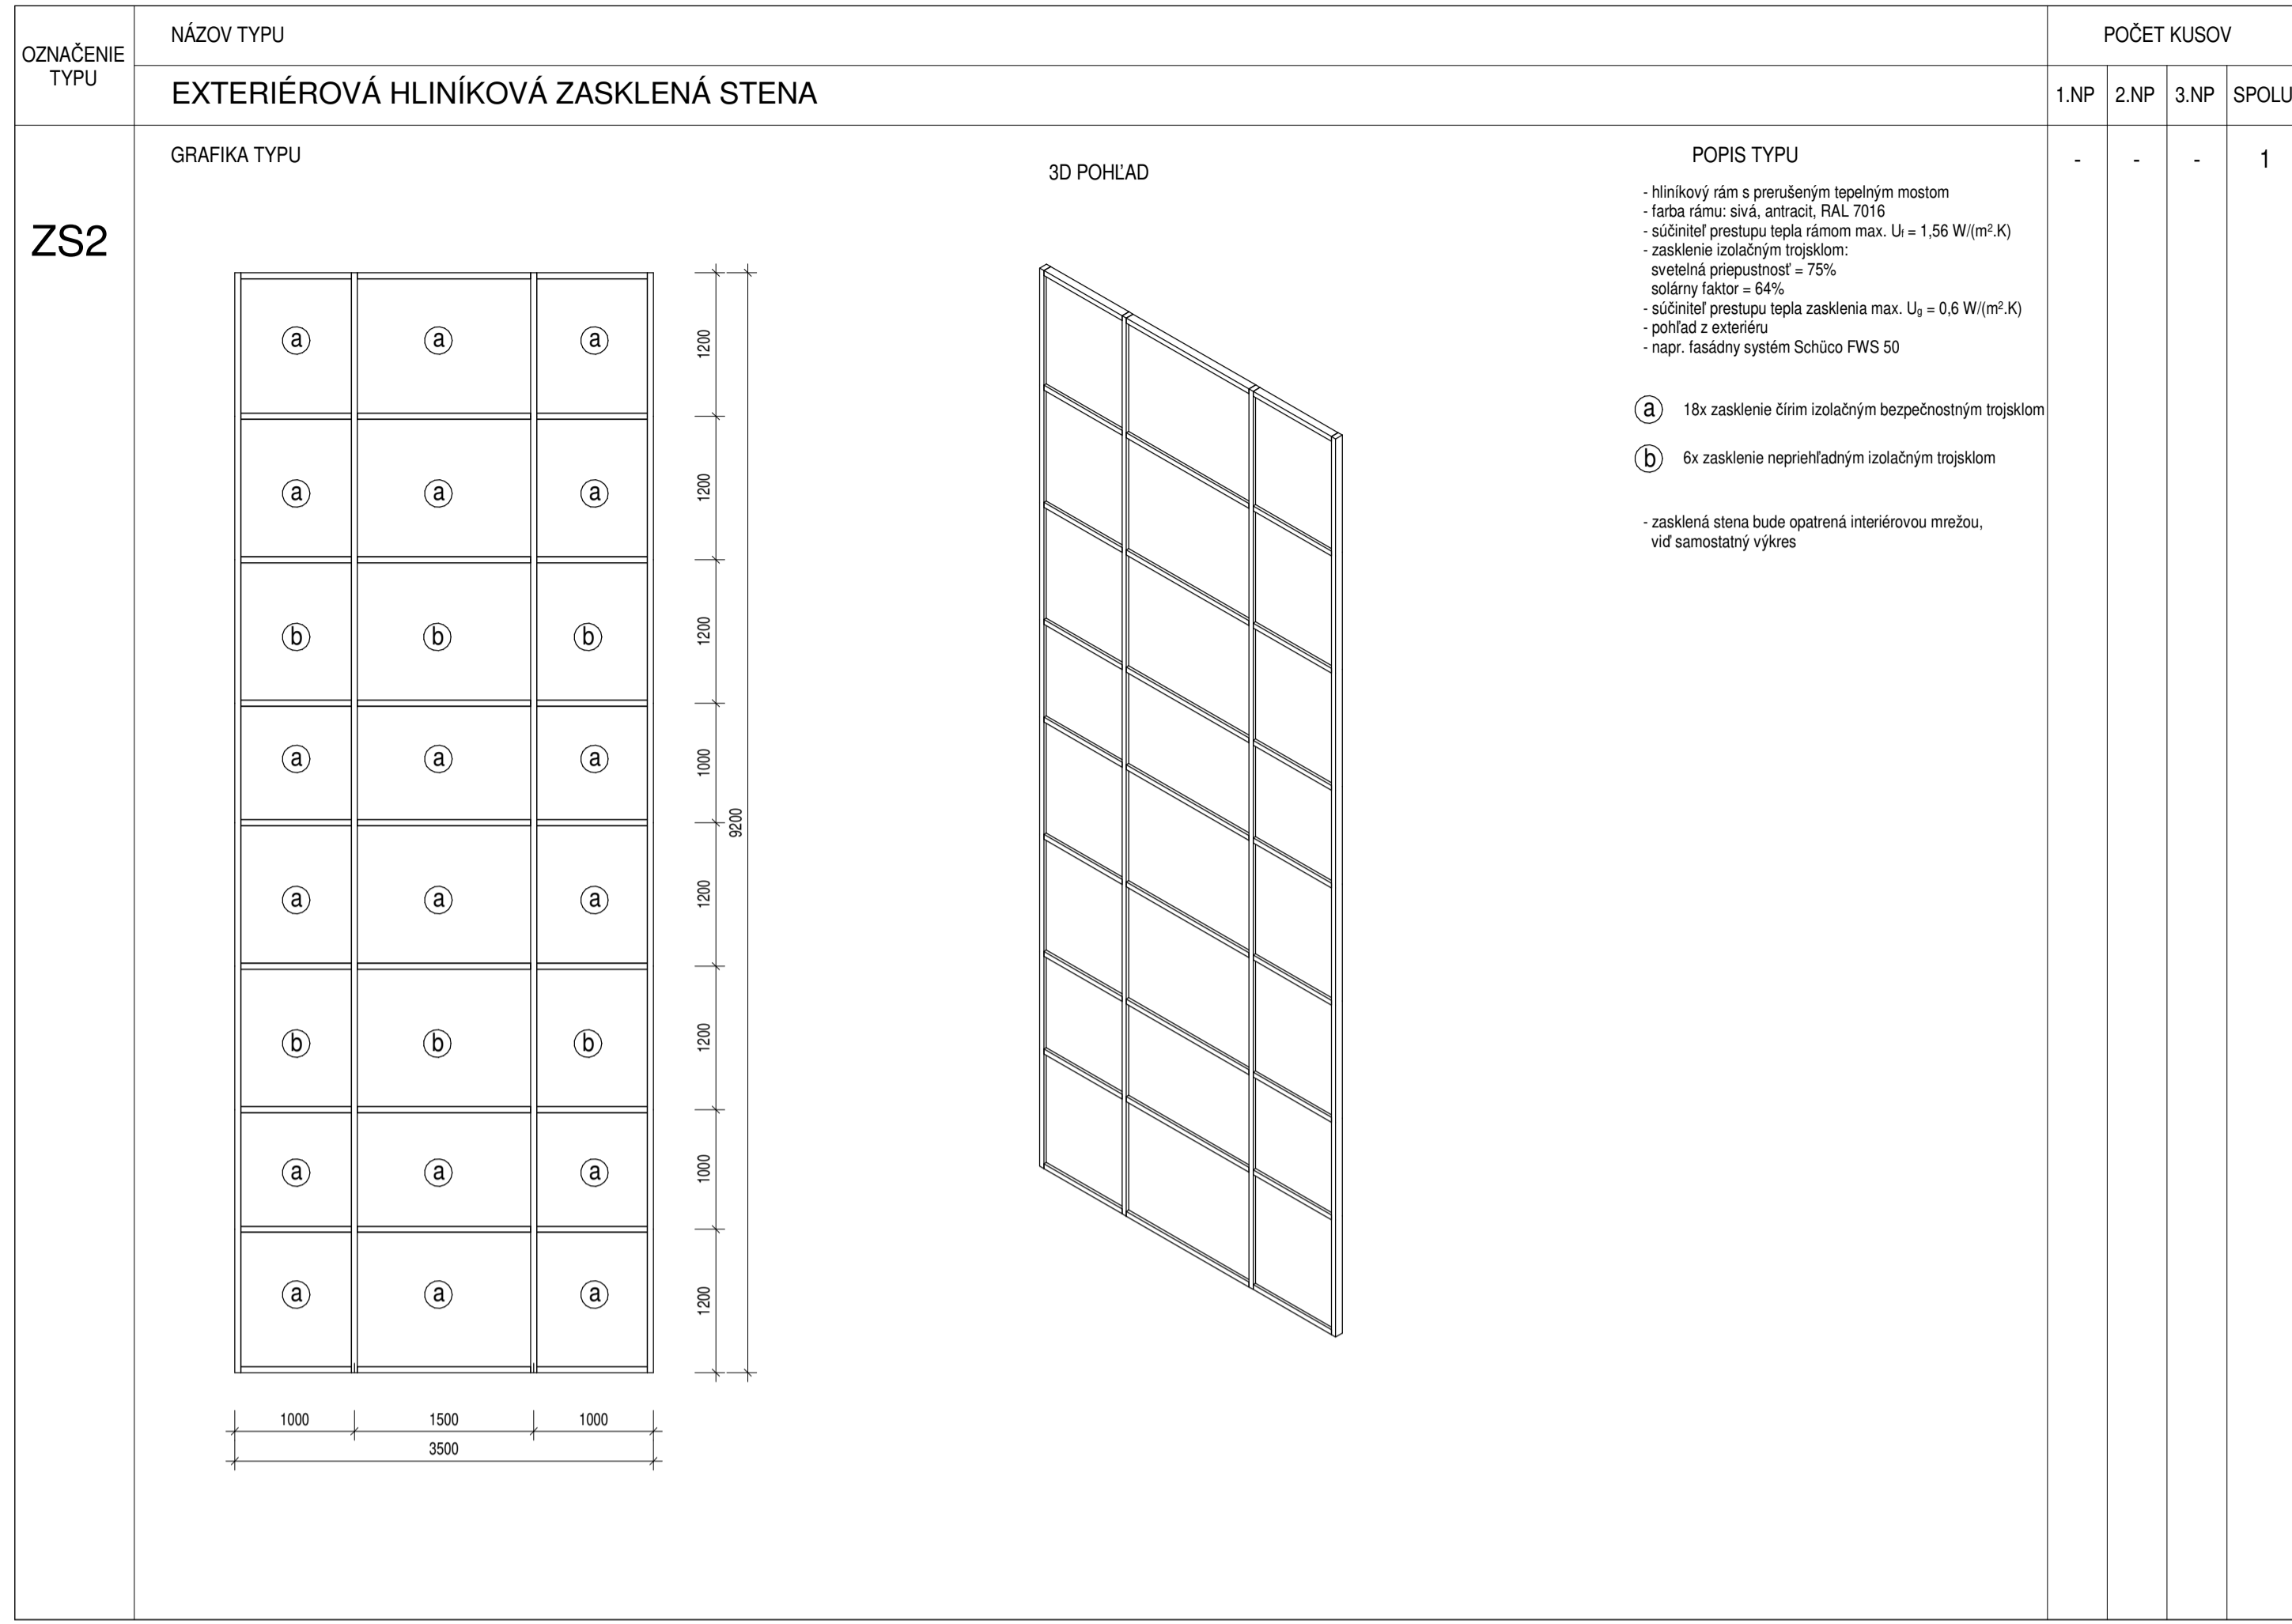 OZNAČENIE
TYPU
NÁZOV TYPU
EXTERIÉROVÁ HLINÍKOVÁ ZASKLENÁ STENA
POČET KUSOV
1.NP 2.NP 3.NP SPOLU
ZS2
GRAFIKA TYPU
3D POHĽAD
POPIS TYPU
- - - 1
- hliníkový rám s prerušeným tepelným mostom
- farba rámu: sivá, antracit, RAL 7016
- súčiniteľ prestupu tepla rámom max. Uf = 1,56 W/(m².K)
- zasklenie izolačným trojsklom:
svetelná priepustnosť = 75%
solárny faktor = 64%
- súčiniteľ prestupu tepla zasklenia max. Ug = 0,6 W/(m².K)
- pohľad z exteriéru
- napr. fasádny systém Schüco FWS 50
a 18x zasklenie čírim izolačným bezpečnostným trojsklom
b 6x zasklenie nepriehľadným izolačným trojsklom
- zasklená stena bude opatrená interiérovou mrežou,
viď samostatný výkres
a a a
1200
a a a
1200
b b b
1200
a a a
1000
9200
a a a
1200
b b b
1200
a a a
1000
a a a
1200
1000 1500 1000
3500